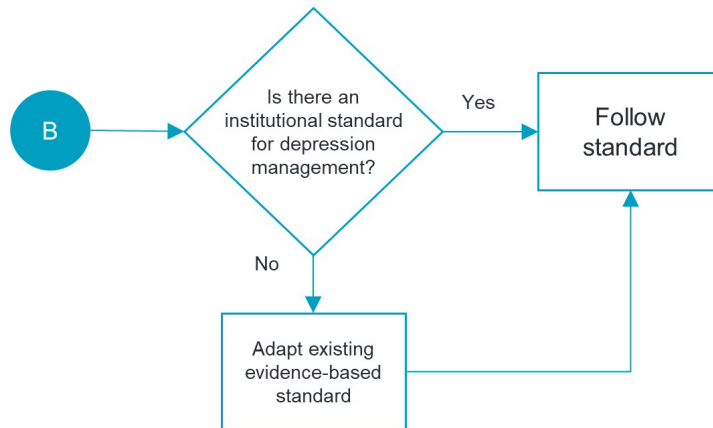 B
Is there an
institutional standard
for depression
management?
Yes
Follow
standard
No
Adapt existing
evidence-based
standard